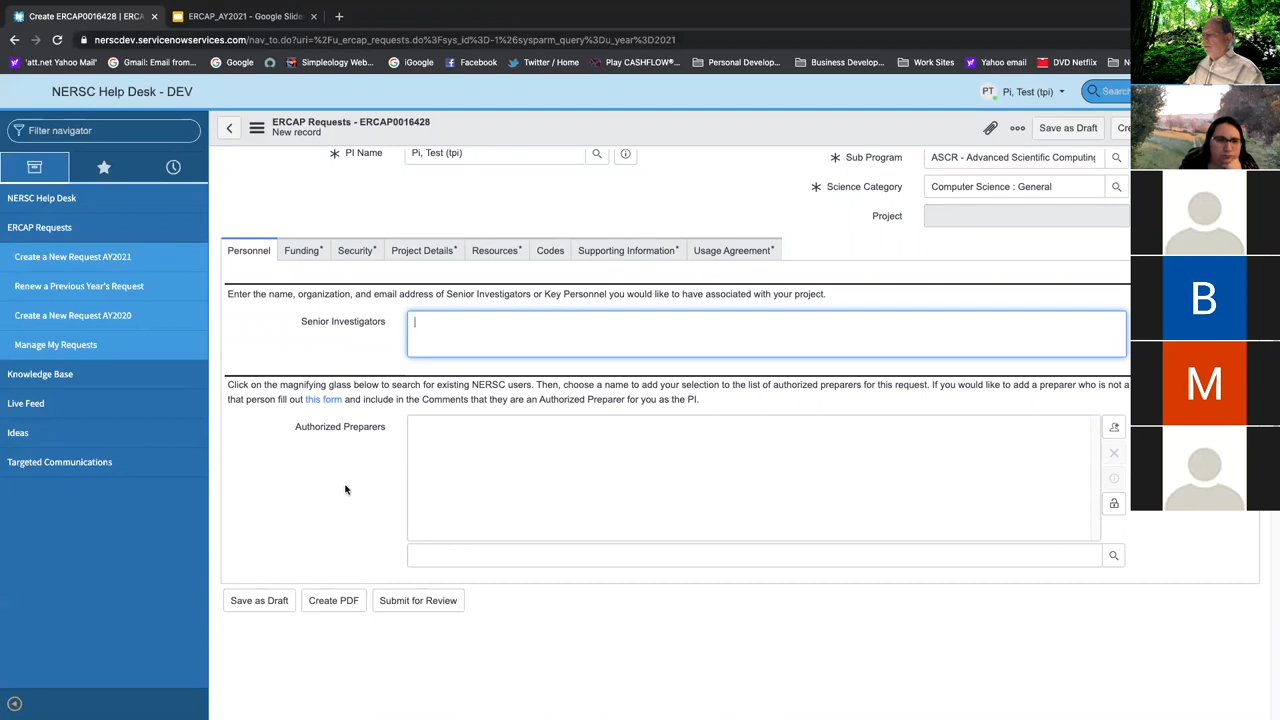 Create ERCAP0016428 | ERCA
ERCAP_AY2021 - Google Slide
nerscdev.servicenowservices.com/nav_to.do?uri=%2Fu_ercap_requests.do%3Fsys_id%3D-1%26sysparm_query%3Du_year%3D2021
'att.net Yahoo Mail'
Gmail: Email from...
Google
Simpleology Web...
iGoogle
Facebook
Twitter / Home
Play CASHFLOW®...
Personal Develop...
Business Develop...
Work Sites
Yahoo email
DVD Netflix
NERSC Help Desk - DEV
PT
Pi, Test (tpi)
Search
Filter navigator
NERSC Help Desk
ERCAP Requests
Create a New Request AY2021
Renew a Previous Year's Request
Create a New Request AY2020
Manage My Requests
Knowledge Base
Live Feed
Ideas
Targeted Communications
ERCAP Requests - ERCAP0016428
New record
Save as Draft
Cre
PI Name
Pi, Test (tpi)
Sub Program
ASCR - Advanced Scientific Computing
Science Category
Computer Science : General
Project
Personnel
Funding*
Security*
Project Details*
Resources*
Codes
Supporting Information*
Usage Agreement*
Enter the name, organization, and email address of Senior Investigators or Key Personnel you would like to have associated with your project.
Senior Investigators
Click on the magnifying glass below to search for existing NERSC users. Then, choose a name to add your selection to the list of authorized preparers for this request. If you would like to add a preparer who is not a
that person fill out this form and include in the Comments that they are an Authorized Preparer for you as the PI.
Authorized Preparers
Save as Draft
Create PDF
Submit for Review
B
M